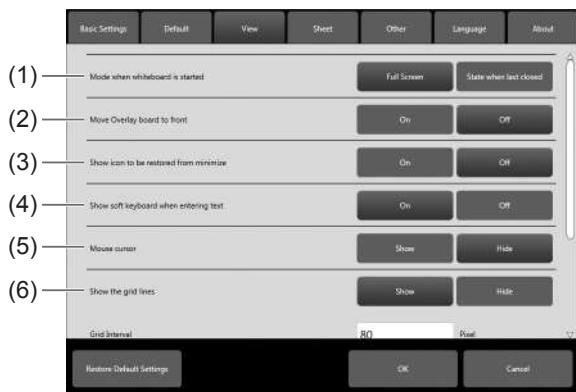 Basic Settings Default View Sheet Other Language About
(1) Mode when whiteboard is started Full Screen State when last closed
(2) Move Overlay board to front On Off
(3) Show icon to be restored from minimize On Off
(4) Show soft keyboard when entering text On Off
(5) Mouse cursor Show Hide
(6) Show the grid lines Show Hide
Grid Interval 80 Pixel
Restore Default Settings OK Cancel